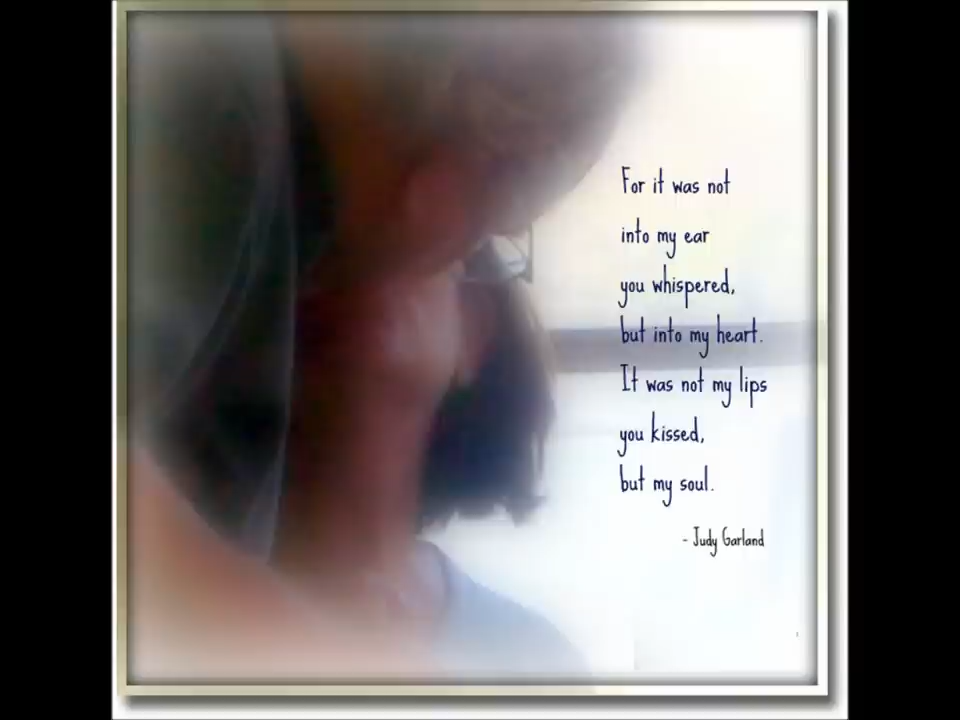 For it was not
into my ear
you whispered,
but into my heart.
It was not my lips
you kissed,
but my soul.
- Judy Garland